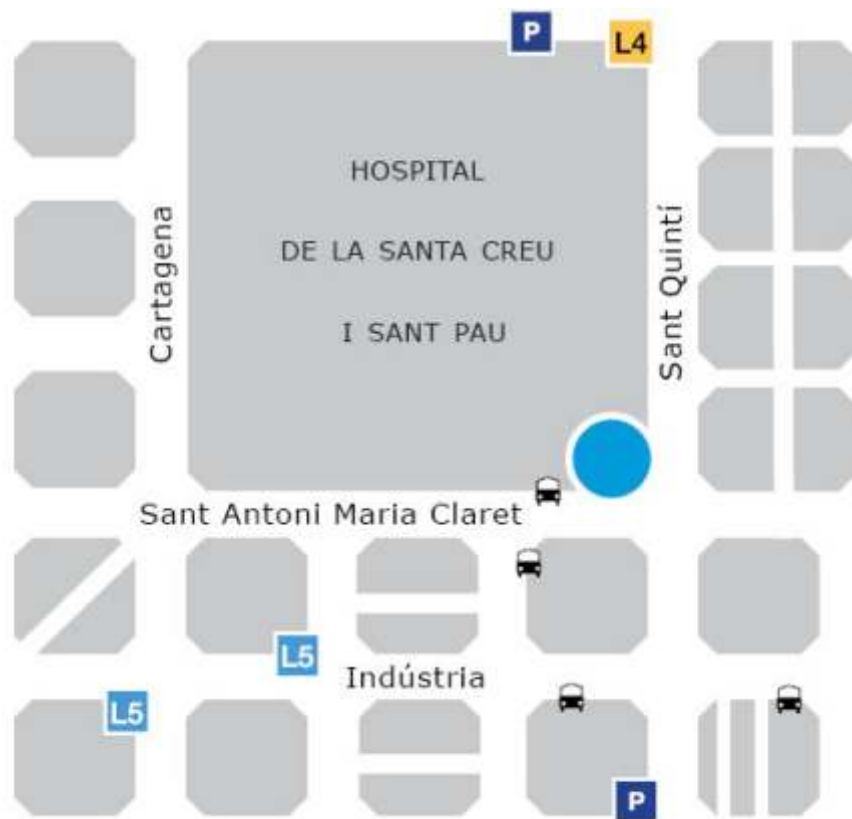 P
L4
HOSPITAL
DE LA SANTA CREU
I SANT PAU
Cartagena
Sant Quintí
Sant Antoni Maria Claret
L5
Indústria
L5
P